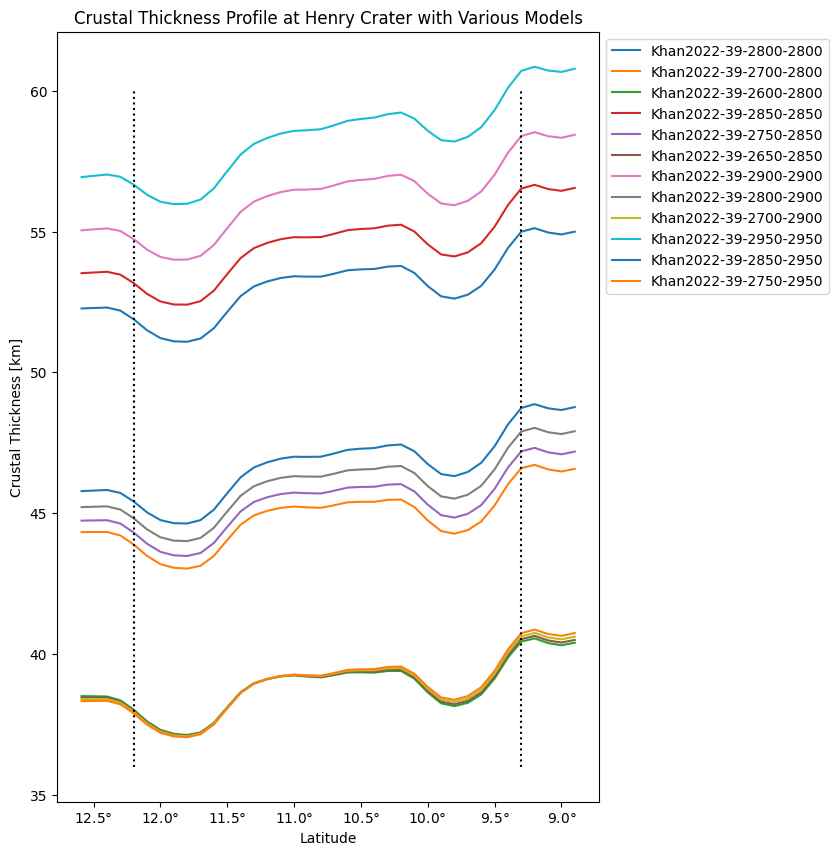 Crustal Thickness Profile at Henry Crater with Various Models
Khan2022-39-2800-2800
Khan2022-39-2700-2800
Khan2022-39-2600-2800
Khan2022-39-2850-2850
Khan2022-39-2750-2850
Khan2022-39-2650-2850
Khan2022-39-2900-2900
Khan2022-39-2800-2900
Khan2022-39-2700-2900
Khan2022-39-2950-2950
Khan2022-39-2850-2950
Khan2022-39-2750-2950
Crustal Thickness [km]
60
55
50
45
40
35
12.5° 12.0° 11.5° 11.0° 10.5° 10.0° 9.5° 9.0°
Latitude